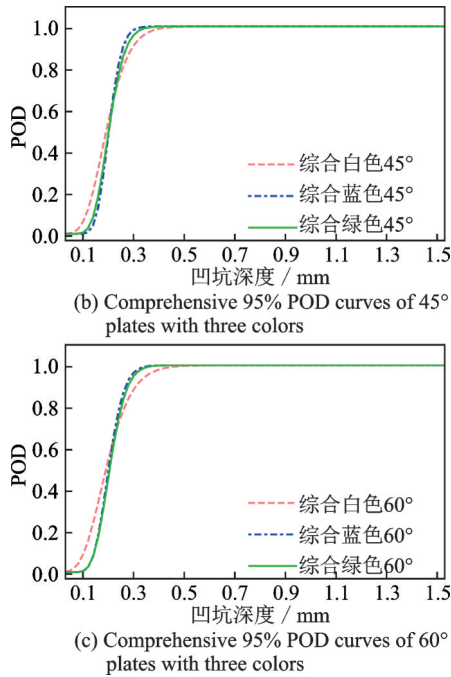 1.0
0.8
0.6
0.4
0.2
0.0
POD
综合白色45°
综合蓝色45°
综合绿色45°
0.1 0.3 0.5 0.7 0.9 1.1 1.3 1.5
凹坑深度 / mm
(b) Comprehensive 95% POD curves of 45°
plates with three colors
1.0
0.8
0.6
0.4
0.2
0.0
POD
综合白色60°
综合蓝色60°
综合绿色60°
0.1 0.3 0.5 0.7 0.9 1.1 1.3 1.5
凹坑深度 / mm
(c) Comprehensive 95% POD curves of 60°
plates with three colors